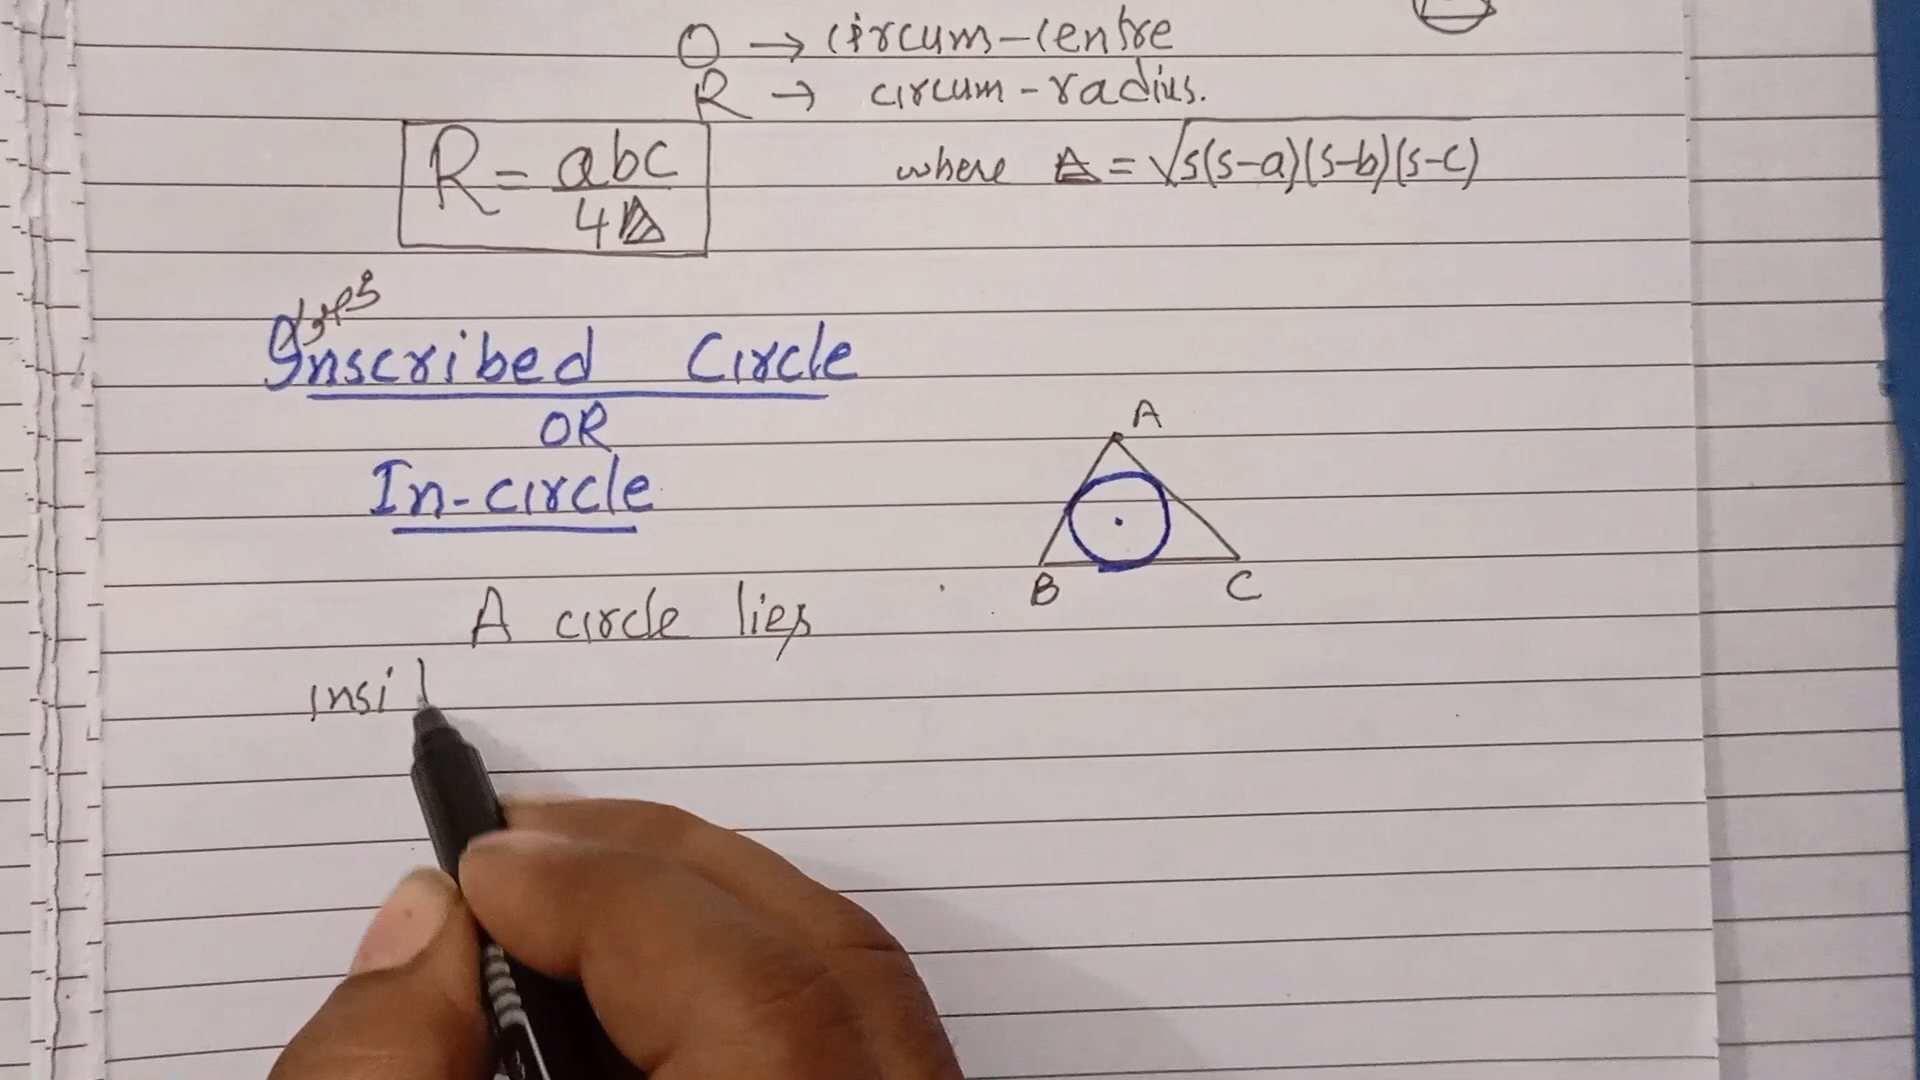 O → circum-centre
R → circum-radius.
R = abc / 4Δ
where Δ = √s(s-a)(s-b)(s-c)
Inscribed Circle
OR
In-circle
A
B
C
A circle lies
insi